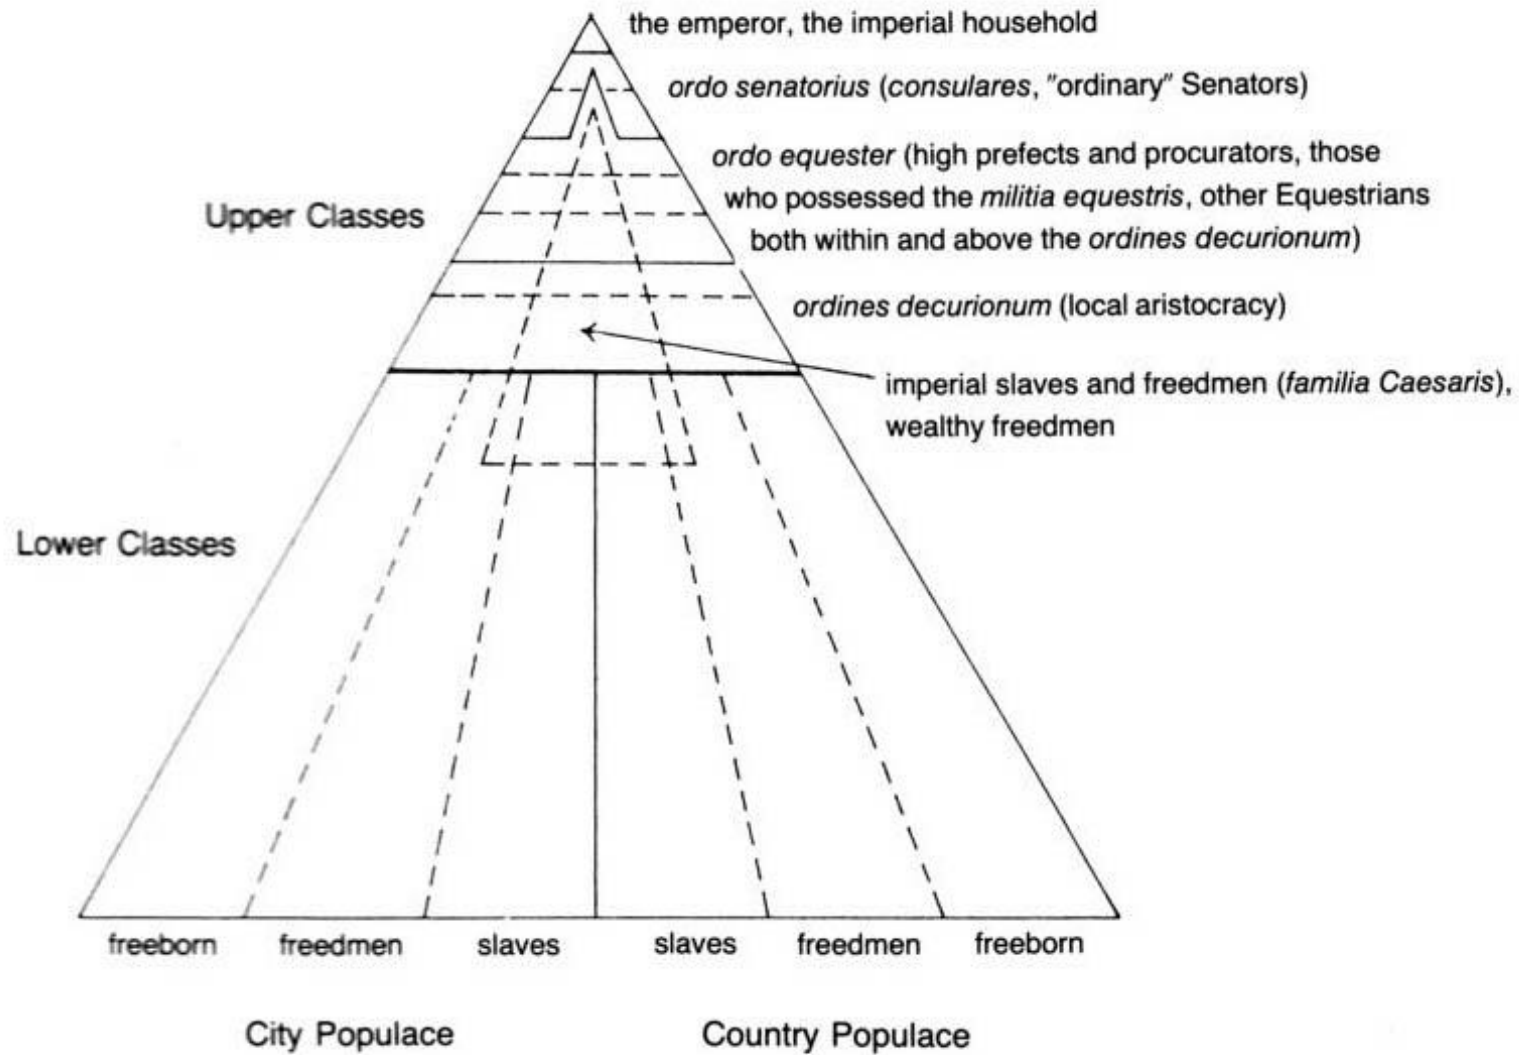 the emperor, the imperial household
ordo senatorius (consulares, "ordinary" Senators)
ordo equester (high prefects and procurators, those
who possessed the militia equestris, other Equestrians
both within and above the ordines decurionum)
Upper Classes
ordines decurionum (local aristocracy)
imperial slaves and freedmen (familia Caesaris),
wealthy freedmen
Lower Classes
freeborn freedmen slaves slaves freedmen freeborn
City Populace Country Populace